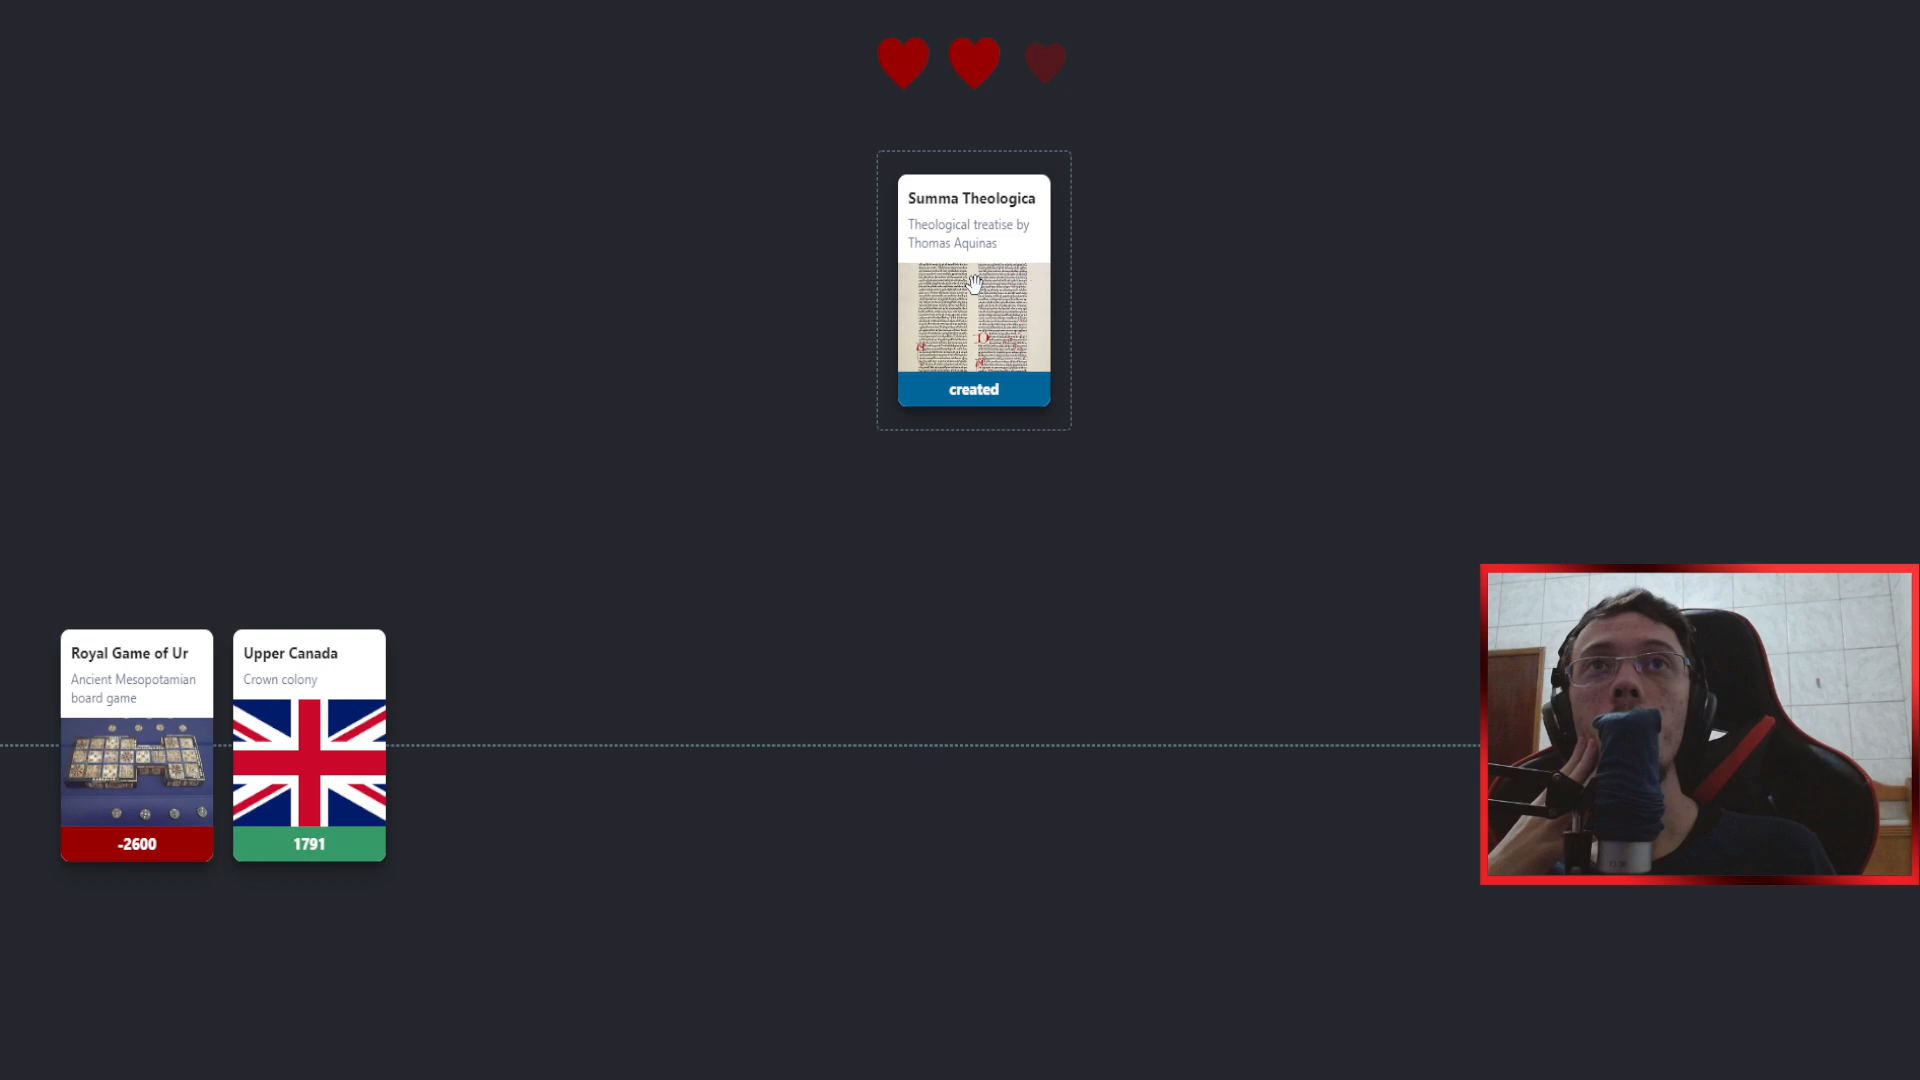 Summa Theologica
Theological treatise by
Thomas Aquinas
created
Royal Game of Ur
Ancient Mesopotamian
board game
-2600
Upper Canada
Crown colony
1791